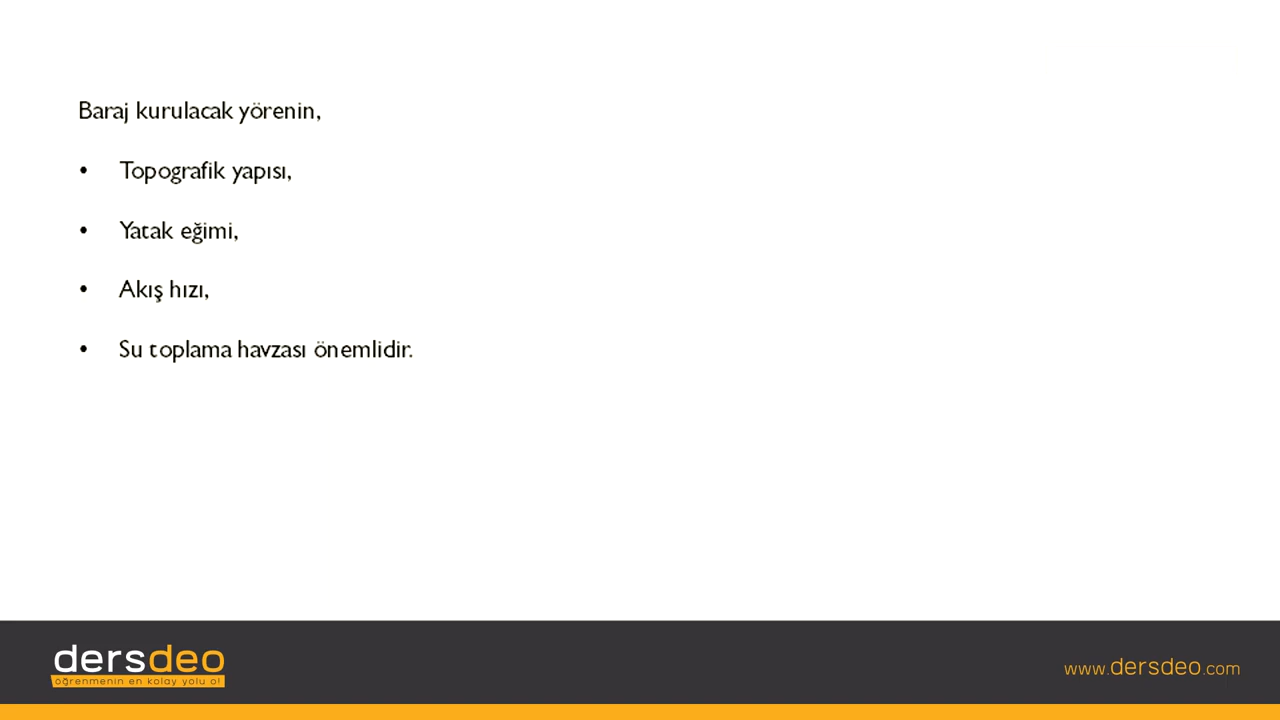 Baraj kurulacak yörenin,
• Topografik yapısı,
• Yatak eğimi,
• Akış hızı,
• Su toplama havzası önemlidir.
dersdeo
öğrenmenin en kolay yolu o!
www.dersdeo.com